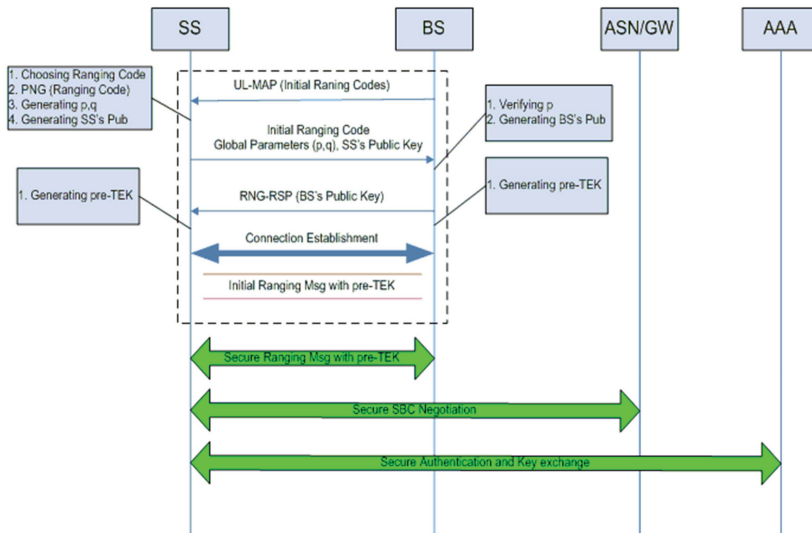 SS
BS
ASN/GW
AAA
1. Choosing Ranging Code
2. PNG (Ranging Code)
3. Generating p,q
4. Generating SS's Pub
UL-MAP (Initial Raning Codes)
1. Verifying p
2. Generating BS's Pub
Initial Ranging Code
Global Parameters (p,q), SS's Public Key
1. Generating pre-TEK
RNG-RSP (BS's Public Key)
1. Generating pre-TEK
Connection Establishment
Initial Ranging Msg with pre-TEK
Secure Ranging Msg with pre-TEK
Secure SBC Negotiation
Secure Authentication and Key exchange